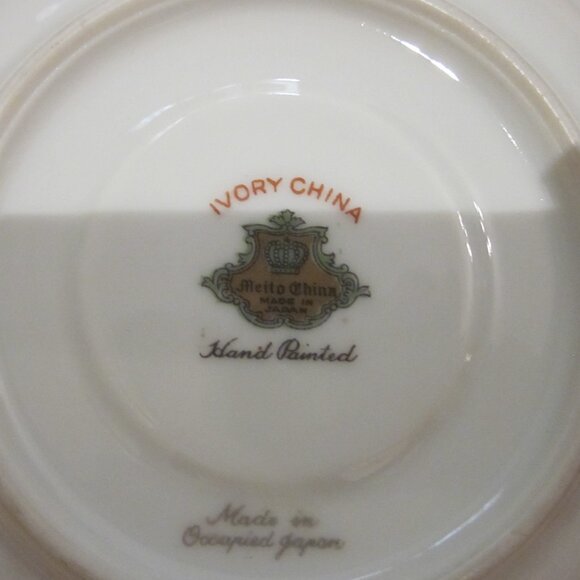 IVORY CHINA
Meito China
MADE IN
JAPAN
Hand Painted
Made in
Occupied Japan